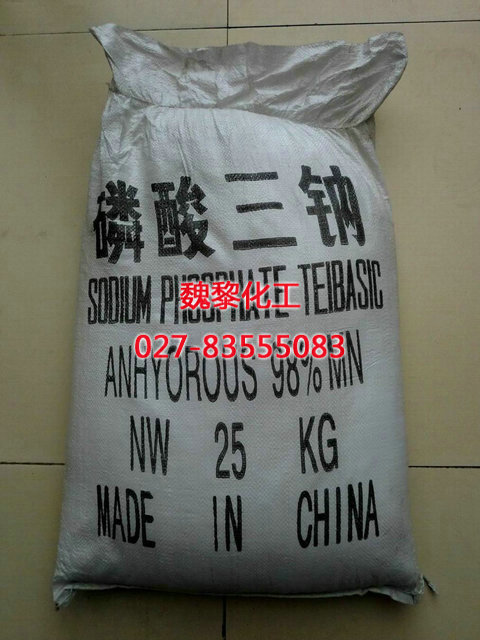 磷酸三钠
SODIUM PHOSPHATE TEIBASIC
魏黎化工
027-83555083
ANHYOROUS 98% MN
NW 25 KG
MADE IN CHINA